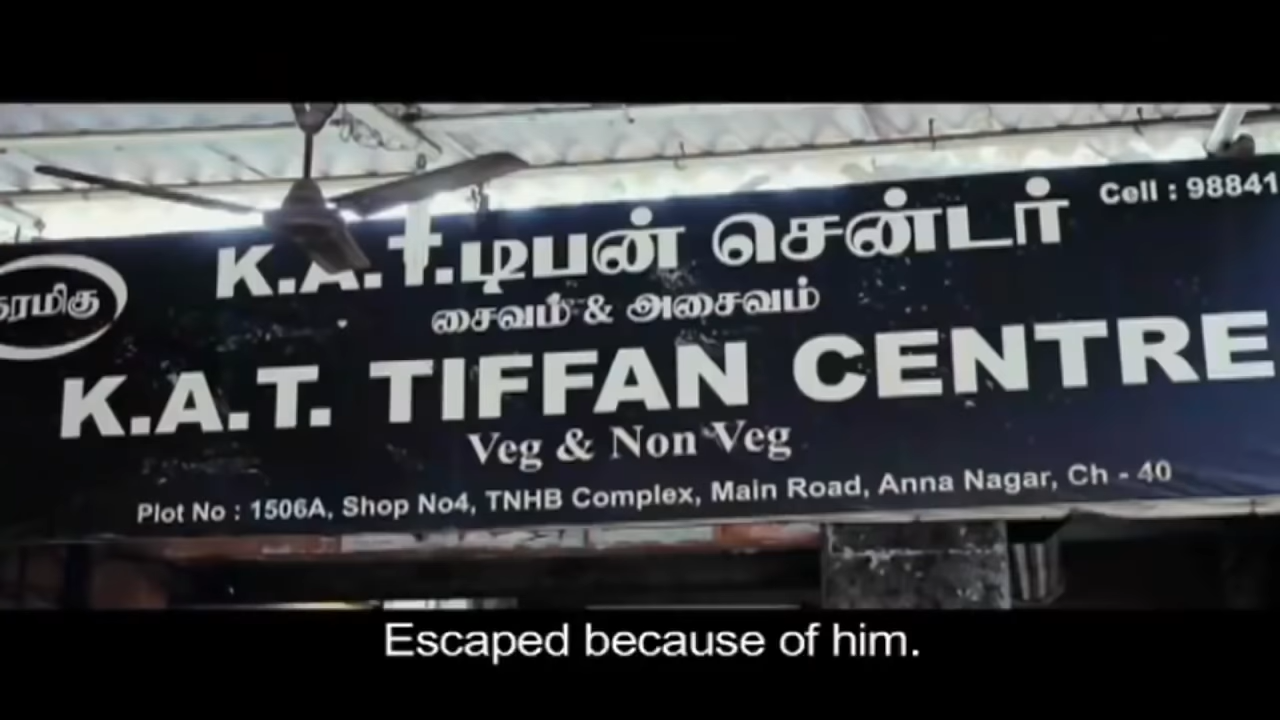 Cell : 98841
K.A.T. டிபன் சென்டர்
சைவம் & அசைவம்
K.A.T. TIFFAN CENTRE
Veg & Non Veg
Plot No : 1506A, Shop No4, TNHB Complex, Main Road, Anna Nagar, Ch - 40
Escaped because of him.